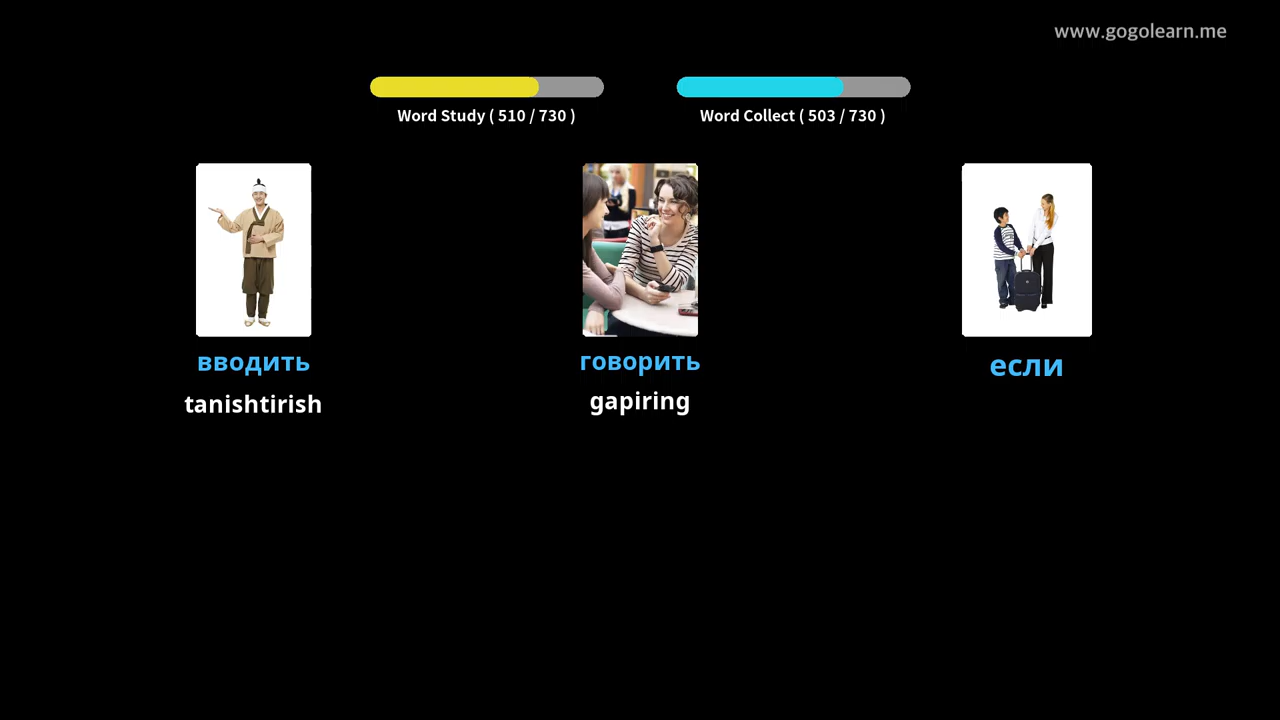 www.gogolearn.me
Word Study ( 510 / 730 )
Word Collect ( 503 / 730 )
вводить
говорить
если
tanishtirish
gapiring